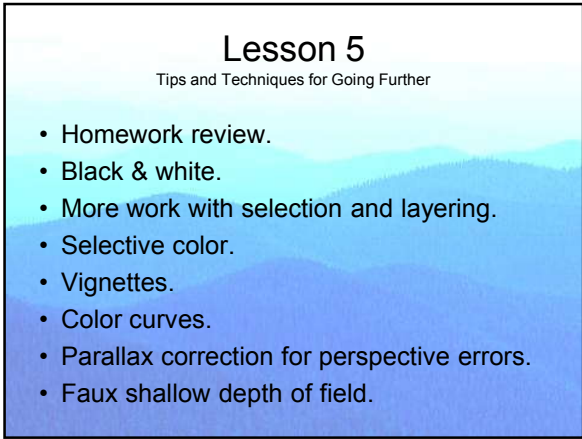 Lesson 5
Tips and Techniques for Going Further
• Homework review.
• Black & white.
• More work with selection and layering.
• Selective color.
• Vignettes.
• Color curves.
• Parallax correction for perspective errors.
• Faux shallow depth of field.